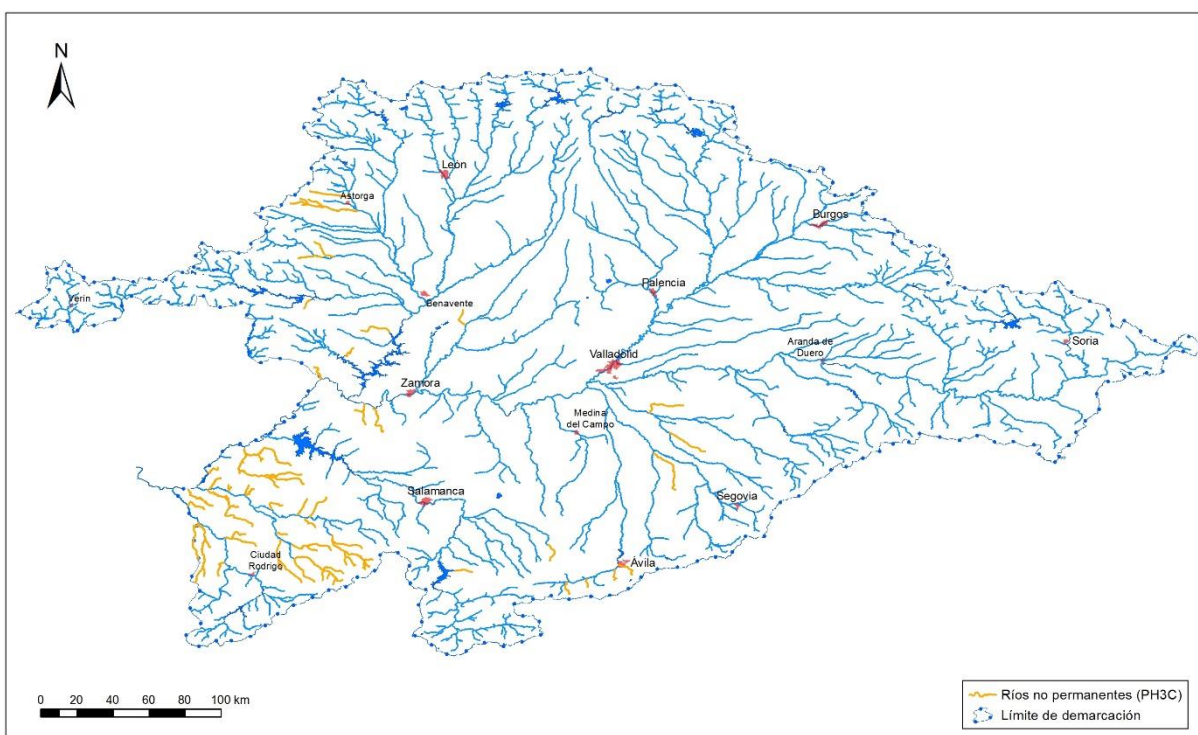 N
León
Astorga
Burgos
Verín
Benavente
Palencia
Soria
Aranda de
Duero
Valladolid
Zamora
Medina
del Campo
Salamanca
Segovia
Ciudad
Rodrigo
Ávila
0 20 40 60 80 100 km
Ríos no permanentes (PH3C)
Límite de demarcación